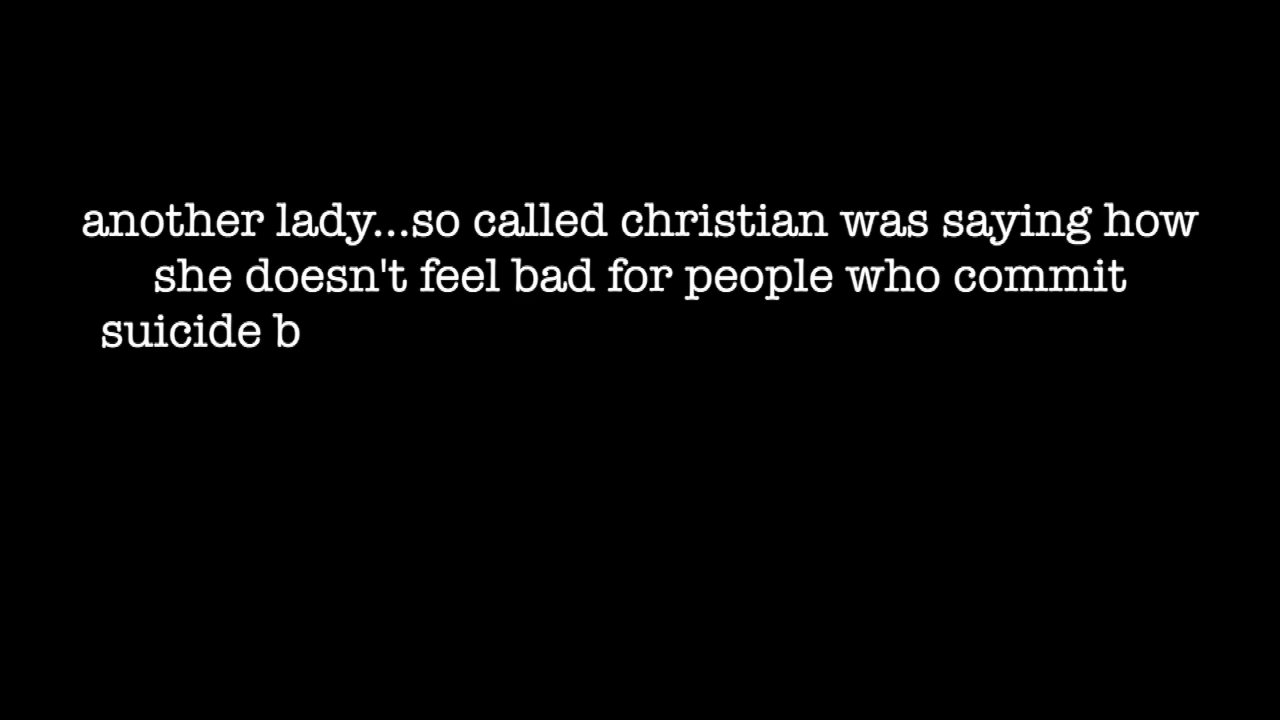 another lady...so called christian was saying how
she doesn't feel bad for people who commit
suicide b